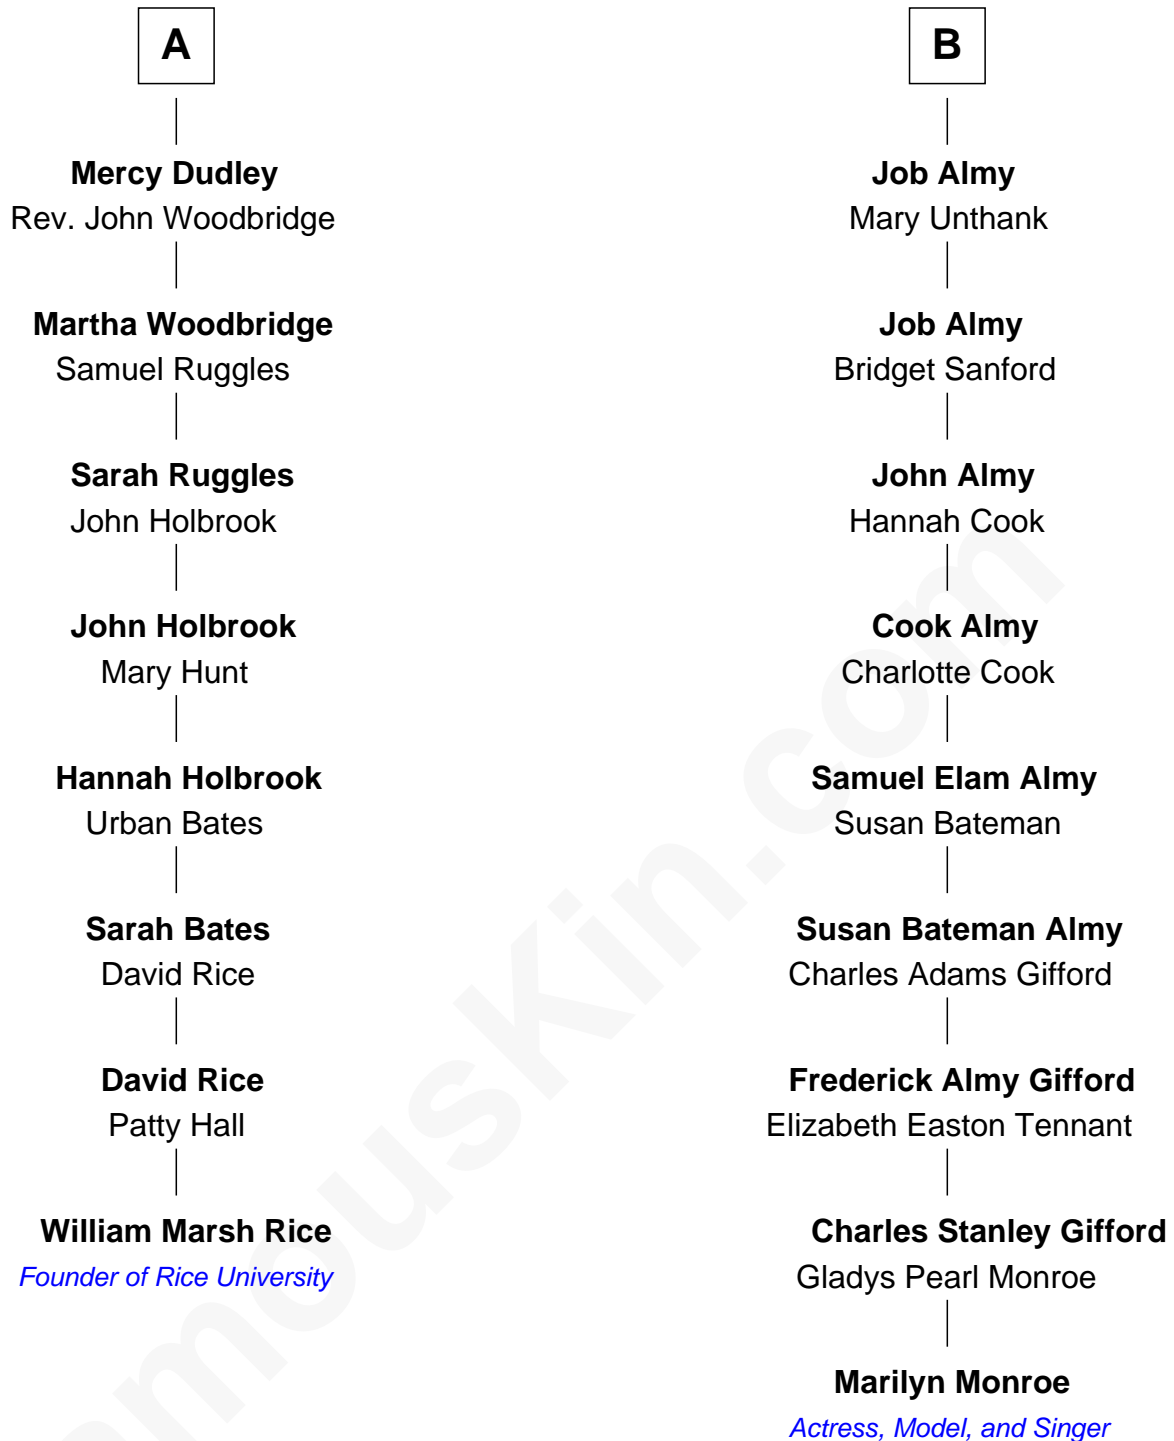 A
Mercy Dudley
Rev. John Woodbridge
Martha Woodbridge
Samuel Ruggles
Sarah Ruggles
John Holbrook
John Holbrook
Mary Hunt
Hannah Holbrook
Urban Bates
Sarah Bates
David Rice
David Rice
Patty Hall
William Marsh Rice
Founder of Rice University
B
Job Almy
Mary Unthank
Job Almy
Bridget Sanford
John Almy
Hannah Cook
Cook Almy
Charlotte Cook
Samuel Elam Almy
Susan Bateman
Susan Bateman Almy
Charles Adams Gifford
Frederick Almy Gifford
Elizabeth Easton Tennant
Charles Stanley Gifford
Gladys Pearl Monroe
Marilyn Monroe
Actress, Model, and Singer
amouskin.com